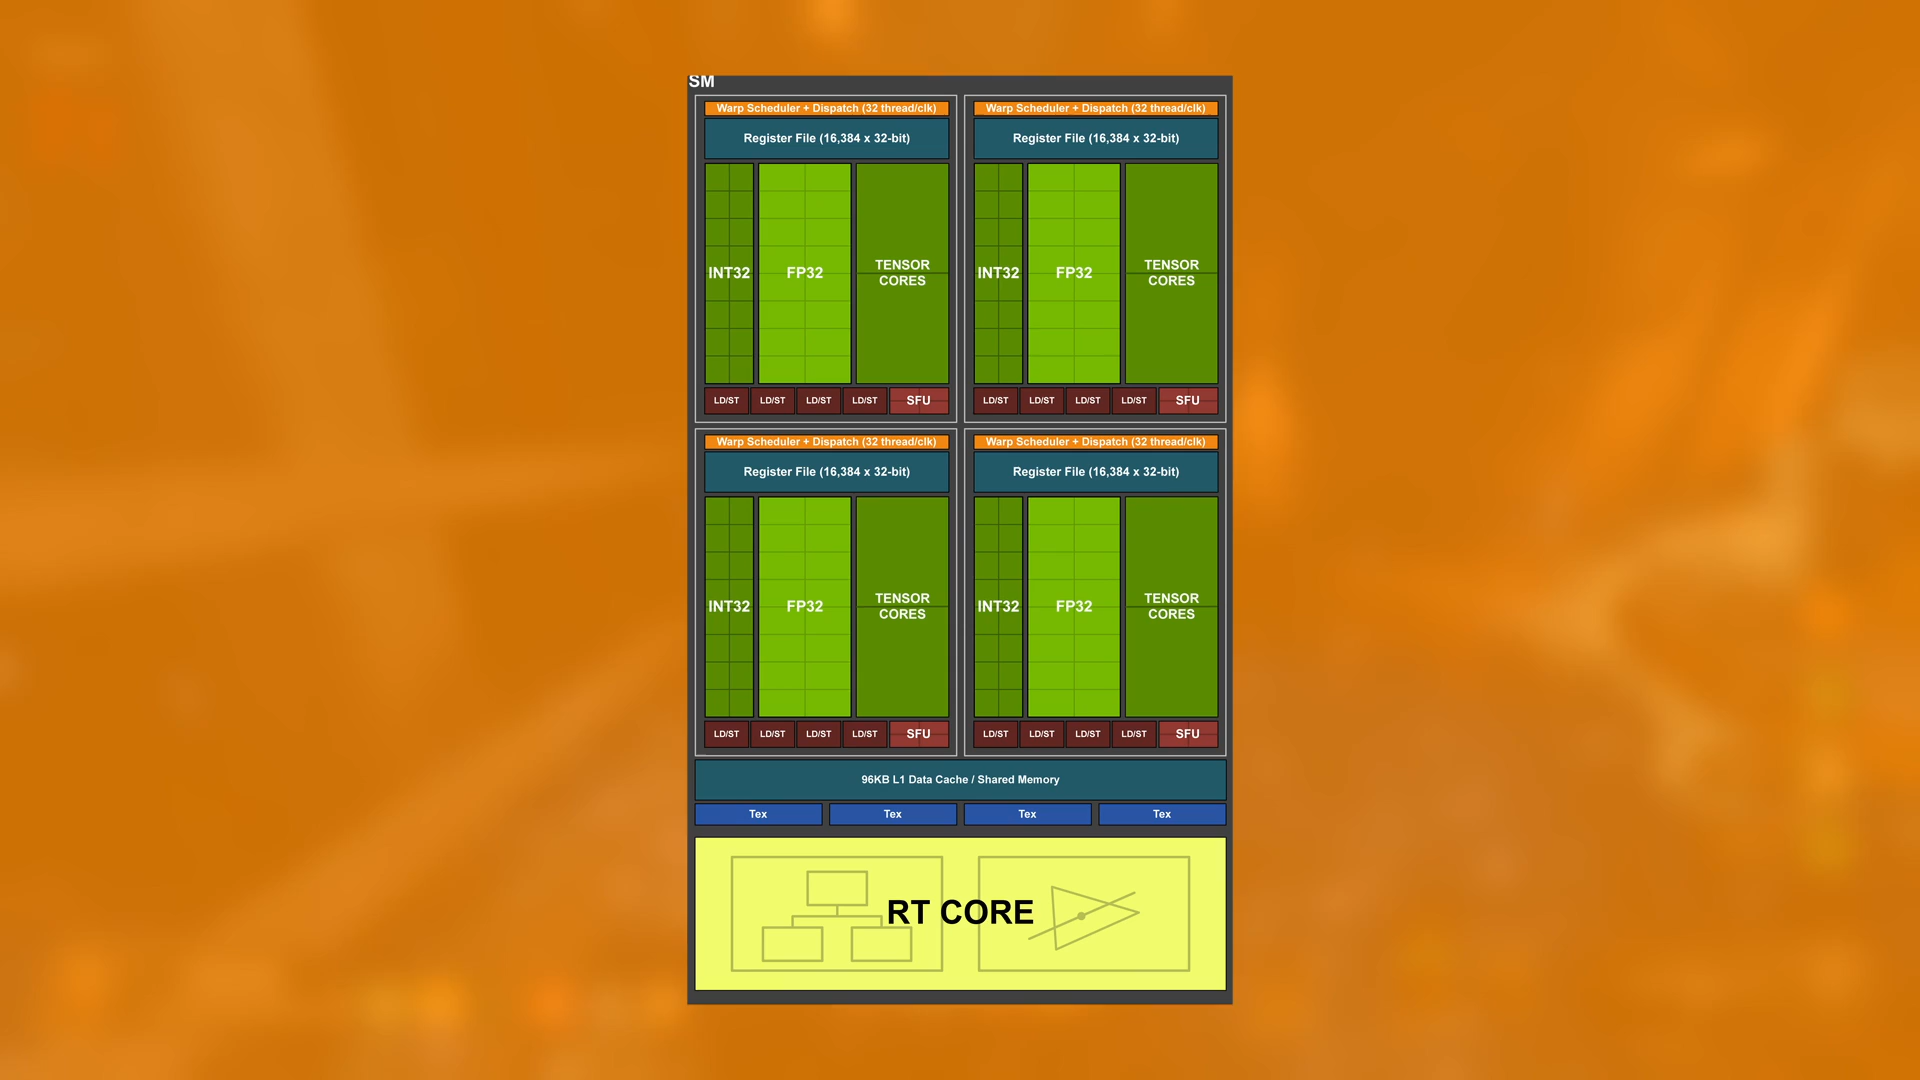 SM
Warp Scheduler + Dispatch (32 thread/clk)
Register File (16,384 x 32-bit)
INT32
FP32
TENSOR
CORES
LD/ST
LD/ST
LD/ST
LD/ST
SFU
Warp Scheduler + Dispatch (32 thread/clk)
Register File (16,384 x 32-bit)
INT32
FP32
TENSOR
CORES
LD/ST
LD/ST
LD/ST
LD/ST
SFU
Warp Scheduler + Dispatch (32 thread/clk)
Register File (16,384 x 32-bit)
INT32
FP32
TENSOR
CORES
LD/ST
LD/ST
LD/ST
LD/ST
SFU
Warp Scheduler + Dispatch (32 thread/clk)
Register File (16,384 x 32-bit)
INT32
FP32
TENSOR
CORES
LD/ST
LD/ST
LD/ST
LD/ST
SFU
96KB L1 Data Cache / Shared Memory
Tex
Tex
Tex
Tex
RT CORE